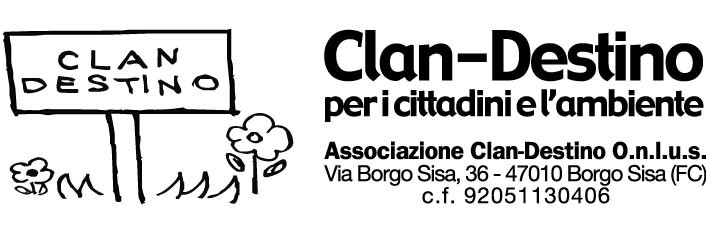 CLAN
DESTINO
Clan-Destino
per i cittadini e l'ambiente
Associazione Clan-Destino O.n.l.u.s.
Via Borgo Sisa, 36 - 47010 Borgo Sisa (FC)
c.f. 92051130406